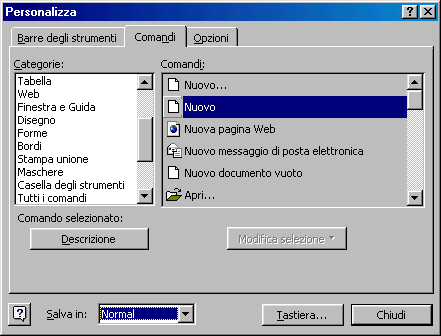 Personalizza
Barre degli strumenti Comandi Opzioni
Categorie:
Tabella
Web
Finestra e Guida
Disegno
Forme
Bordi
Stampa unione
Maschere
Casella degli strumenti
Tutti i comandi
Comandi:
Nuovo...
Nuovo
Nuova pagina Web
Nuovo messaggio di posta elettronica
Nuovo documento vuoto
Apri...
Comando selezionato:
Descrizione Modifica selezione
Salva in: Normal Tastiera... Chiudi